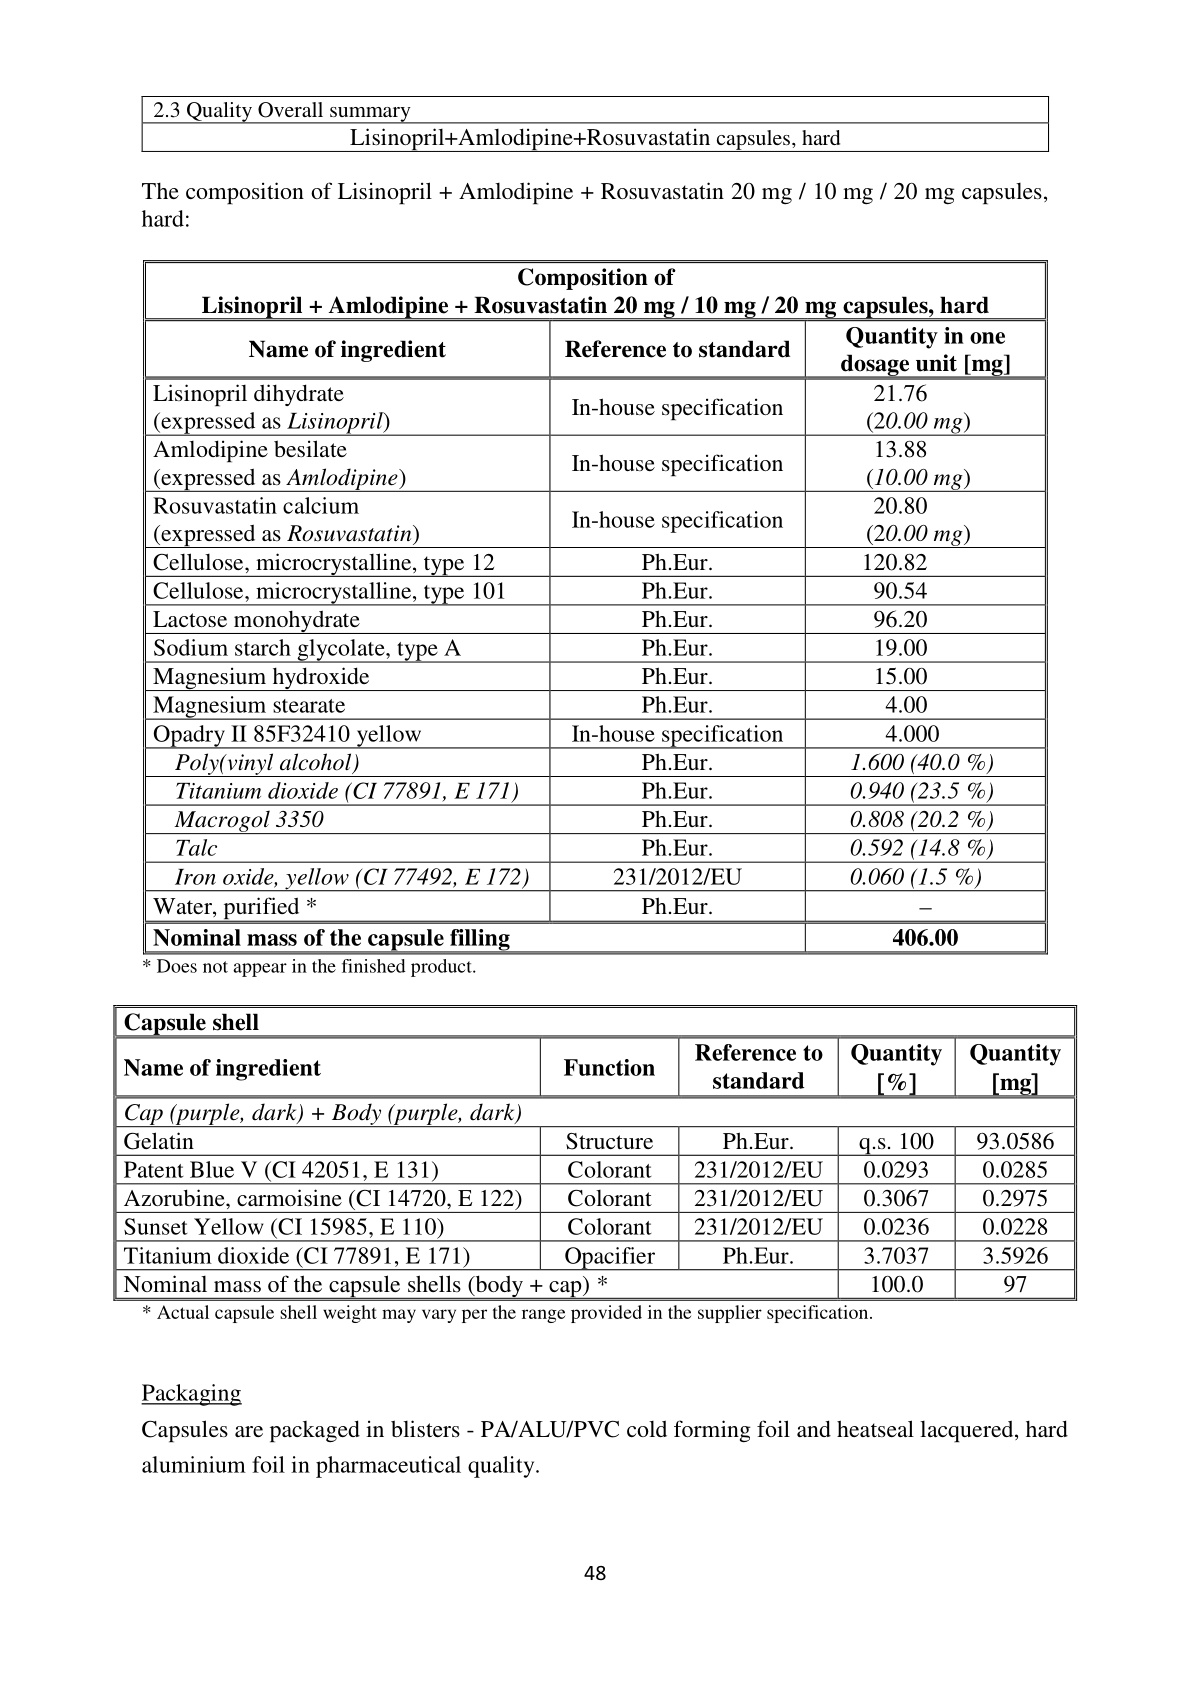 2.3 Quality Overall summary
Lisinopril+Amlodipine+Rosuvastatin capsules, hard
The composition of Lisinopril + Amlodipine + Rosuvastatin 20 mg / 10 mg / 20 mg capsules,
hard:
Composition of
Lisinopril + Amlodipine + Rosuvastatin 20 mg / 10 mg / 20 mg capsules, hard
Name of ingredient Reference to standard Quantity in one
dosage unit [mg]
Lisinopril dihydrate
(expressed as Lisinopril) In-house specification 21.76
(20.00 mg)
Amlodipine besilate
(expressed as Amlodipine) In-house specification 13.88
(10.00 mg)
Rosuvastatin calcium
(expressed as Rosuvastatin) In-house specification 20.80
(20.00 mg)
Cellulose, microcrystalline, type 12 Ph.Eur. 120.82
Cellulose, microcrystalline, type 101 Ph.Eur. 90.54
Lactose monohydrate Ph.Eur. 96.20
Sodium starch glycolate, type A Ph.Eur. 19.00
Magnesium hydroxide Ph.Eur. 15.00
Magnesium stearate Ph.Eur. 4.00
Opadry II 85F32410 yellow In-house specification 4.000
Poly(vinyl alcohol) Ph.Eur. 1.600 (40.0 %)
Titanium dioxide (CI 77891, E 171) Ph.Eur. 0.940 (23.5 %)
Macrogol 3350 Ph.Eur. 0.808 (20.2 %)
Talc Ph.Eur. 0.592 (14.8 %)
Iron oxide, yellow (CI 77492, E 172) 231/2012/EU 0.060 (1.5 %)
Water, purified * Ph.Eur. –
Nominal mass of the capsule filling 406.00
* Does not appear in the finished product.
Capsule shell
Name of ingredient Function Reference to
standard Quantity
[%] Quantity
[mg]
Cap (purple, dark) + Body (purple, dark)
Gelatin Structure Ph.Eur. q.s. 100 93.0586
Patent Blue V (CI 42051, E 131) Colorant 231/2012/EU 0.0293 0.0285
Azorubine, carmoisine (CI 14720, E 122) Colorant 231/2012/EU 0.3067 0.2975
Sunset Yellow (CI 15985, E 110) Colorant 231/2012/EU 0.0236 0.0228
Titanium dioxide (CI 77891, E 171) Opacifier Ph.Eur. 3.7037 3.5926
Nominal mass of the capsule shells (body + cap) * 100.0 97
* Actual capsule shell weight may vary per the range provided in the supplier specification.
Packaging
Capsules are packaged in blisters - PA/ALU/PVC cold forming foil and heatseal lacquered, hard
aluminium foil in pharmaceutical quality.
48